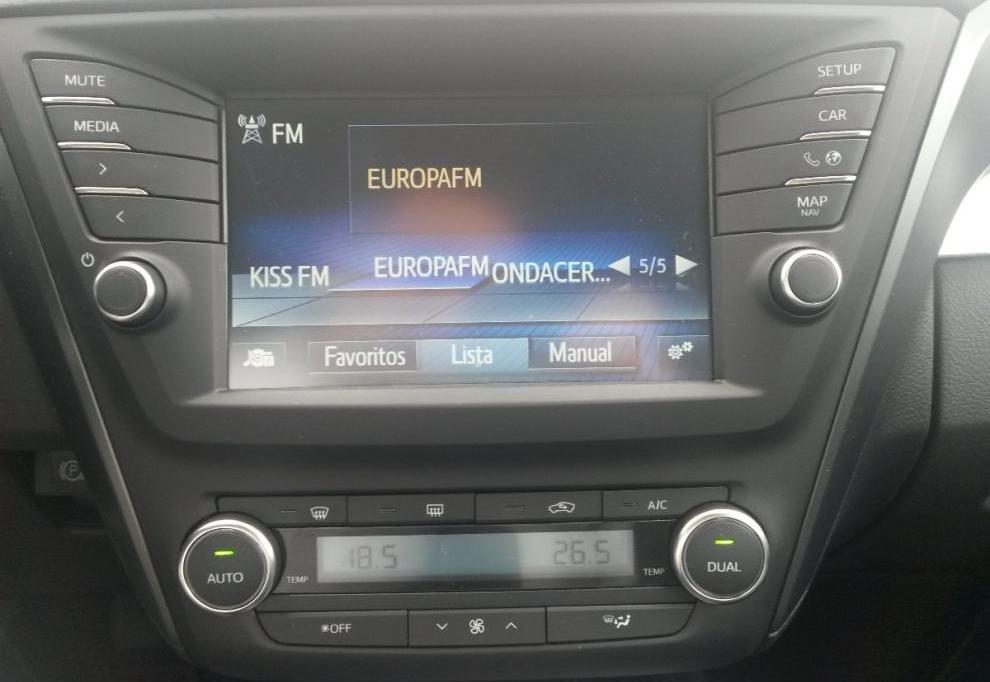 MUTE
MEDIA
SETUP
CAR
MAP
NAV
FM
EUROPAFM
KISS FM
EUROPAFM
ONDACER...
5/5
Favoritos
Lista
Manual
A/C
AUTO
TEMP
18.5
26.5
TEMP
DUAL
OFF